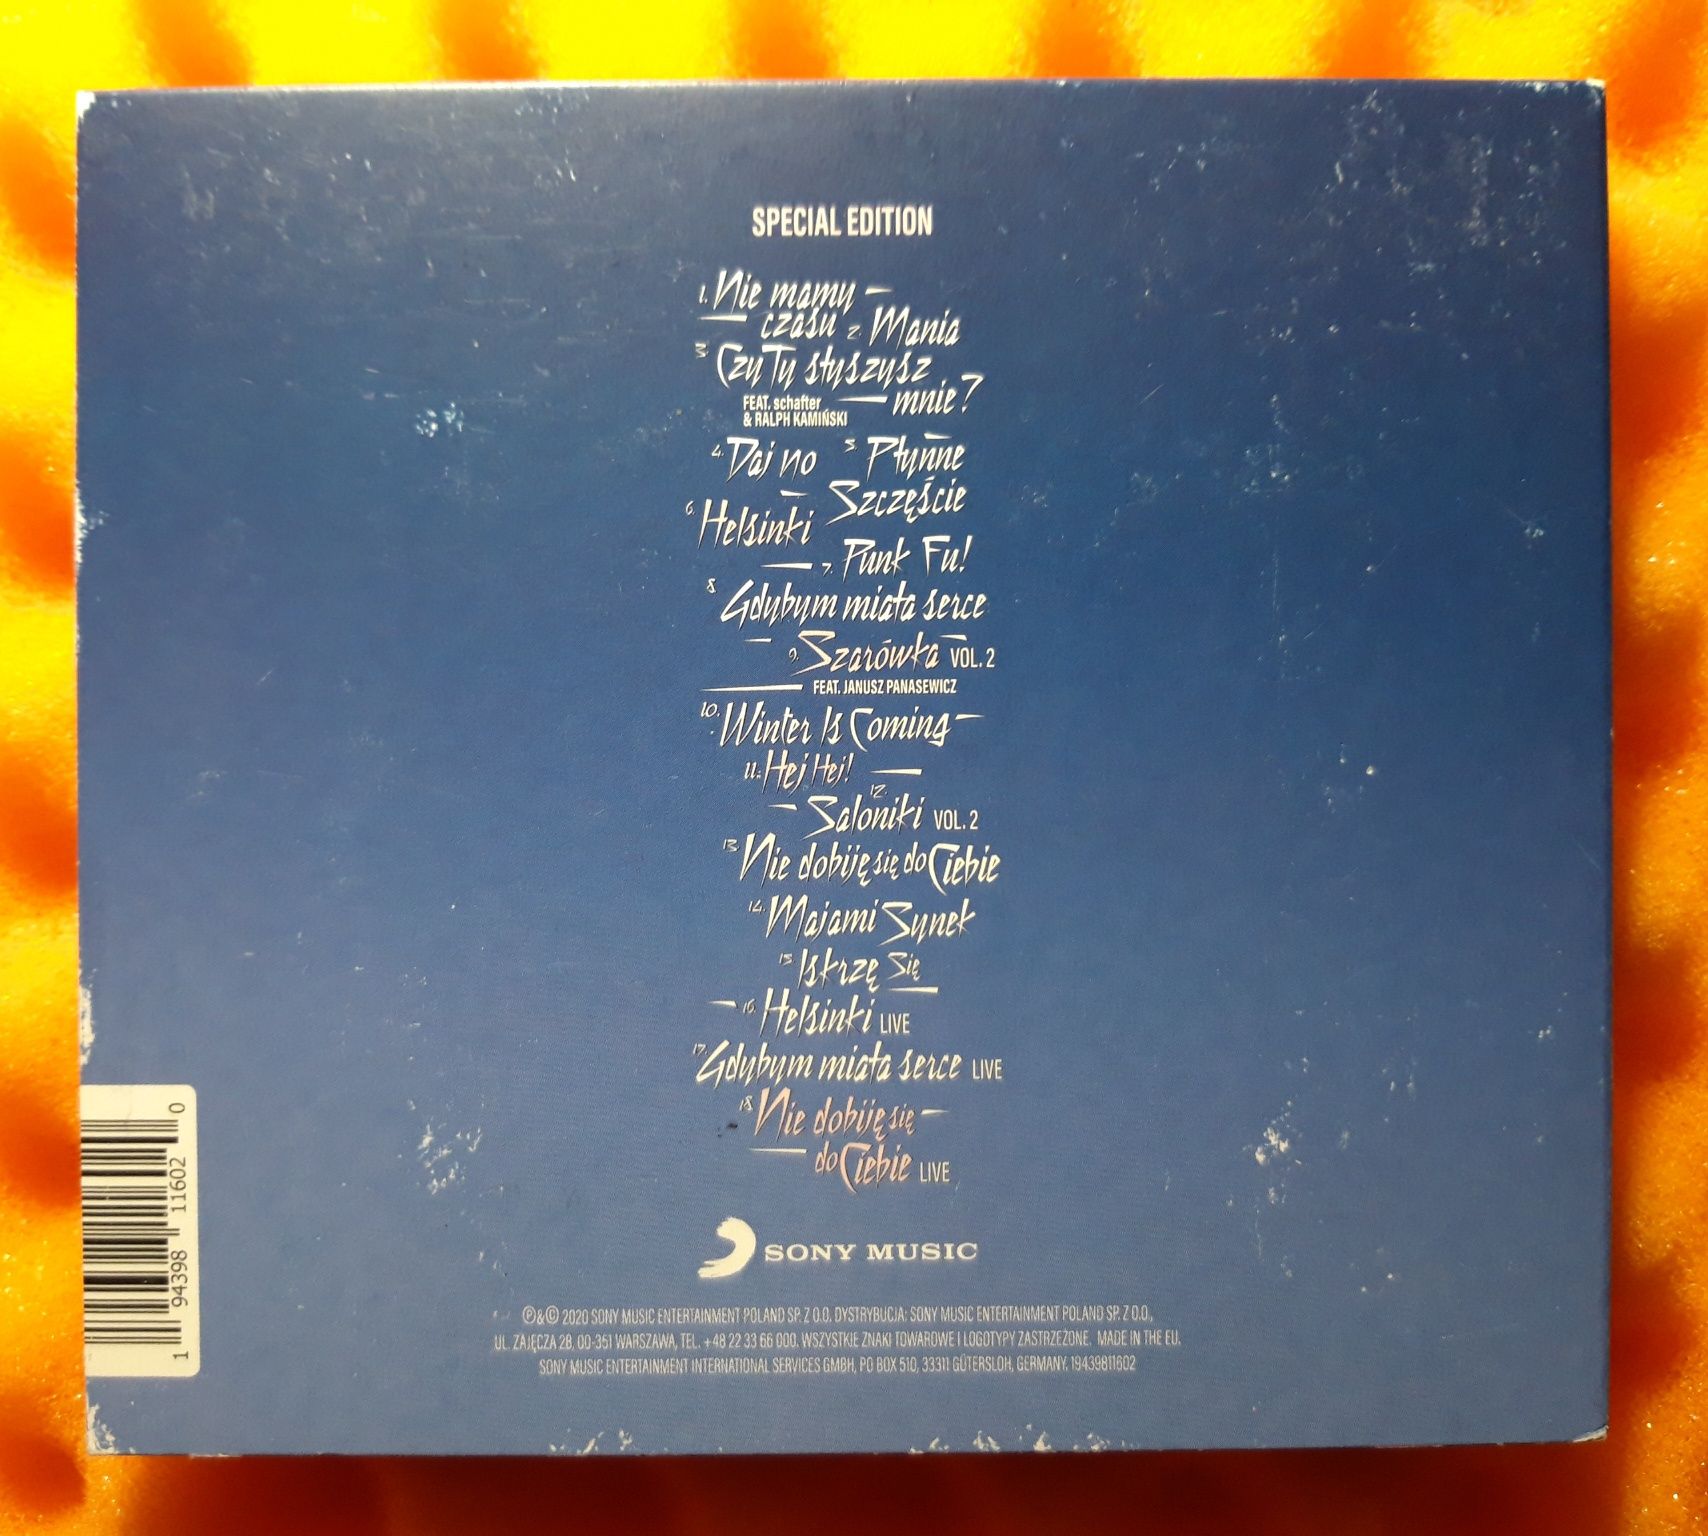 SPECIAL EDITION
1. Nie mamy
czasu 2. Mania
3. Czy Ty słyszysz
mnie?
FEAT. schafter
& RALPH KAMIŃSKI
4. Daj no 5. Płynne
Szczęście
6. Helsinki
7. Punk Fu!
8. Gdybym miała serce
9. Szarówka VOL. 2
FEAT. JANUSZ PANASEWICZ
10. Winter Is Coming
11. Hej Hej!
12. Saloniki VOL. 2
13. Nie dobiję się do Ciebie
14. Majami Synek
15. Iskrzę Się
16. Helsinki LIVE
17. Gdybym miała serce LIVE
18. Nie dobiję się
do Ciebie LIVE
SONY MUSIC
℗&© 2020 SONY MUSIC ENTERTAINMENT POLAND SP. Z O.O. DYSTRYBUCJA: SONY MUSIC ENTERTAINMENT POLAND SP. Z O.O.,
UL. ZAJĘCZA 2B, 00-351 WARSZAWA, TEL. +48 22 33 66 000. WSZYSTKIE ZNAKI TOWAROWE I LOGOTYPY ZASTRZEŻONE. MADE IN THE EU.
SONY MUSIC ENTERTAINMENT INTERNATIONAL SERVICES GMBH, PO BOX 510, 33311 GÜTERSLOH, GERMANY. 19439811602
1 94398 11602 0